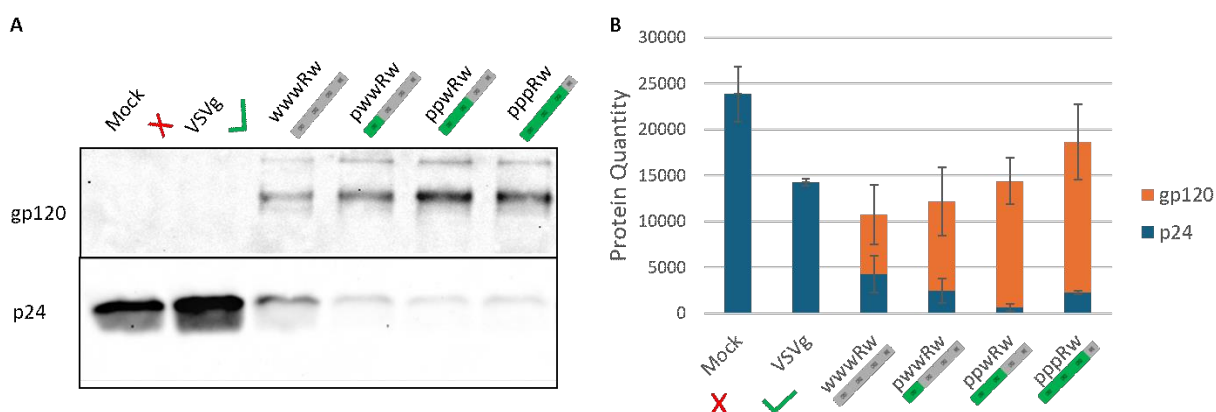 A
Mock
VSVg
wwwRw
pwwRw
ppwRw
pppRw
gp120
p24
B
30000
25000
20000
15000
10000
5000
0
Protein Quantity
gp120
p24
Mock
VSVg
wwwRw
pwwRw
ppwRw
pppRw
X